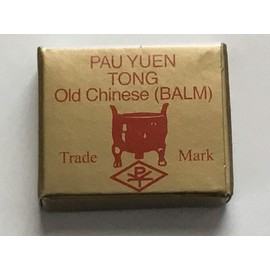 PAU YUEN
TONG
Old Chinese (BALM)
Trade Mark